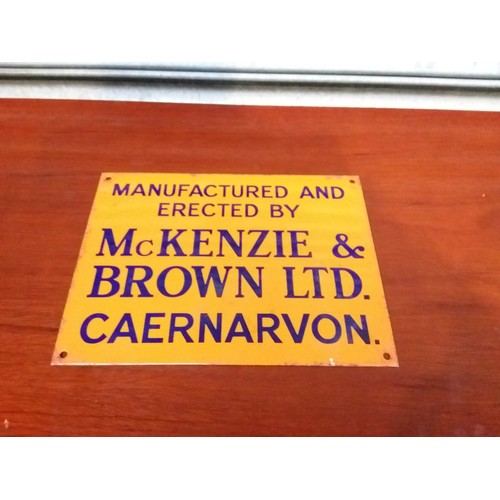 MANUFACTURED AND
ERECTED BY
McKENZIE &
BROWN LTD.
CAERNARVON.